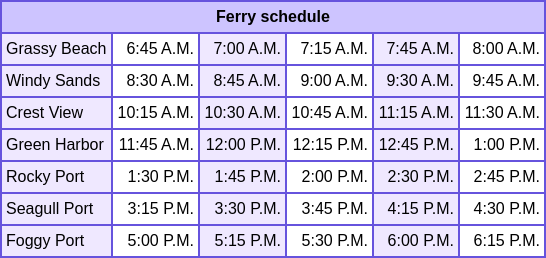 Ferry schedule
Grassy Beach 6:45 A.M. 7:00 A.M. 7:15 A.M. 7:45 A.M. 8:00 A.M.
Windy Sands 8:30 A.M. 8:45 A.M. 9:00 A.M. 9:30 A.M. 9:45 A.M.
Crest View 10:15 A.M. 10:30 A.M. 10:45 A.M. 11:15 A.M. 11:30 A.M.
Green Harbor 11:45 A.M. 12:00 P.M. 12:15 P.M. 12:45 P.M. 1:00 P.M.
Rocky Port 1:30 P.M. 1:45 P.M. 2:00 P.M. 2:30 P.M. 2:45 P.M.
Seagull Port 3:15 P.M. 3:30 P.M. 3:45 P.M. 4:15 P.M. 4:30 P.M.
Foggy Port 5:00 P.M. 5:15 P.M. 5:30 P.M. 6:00 P.M. 6:15 P.M.